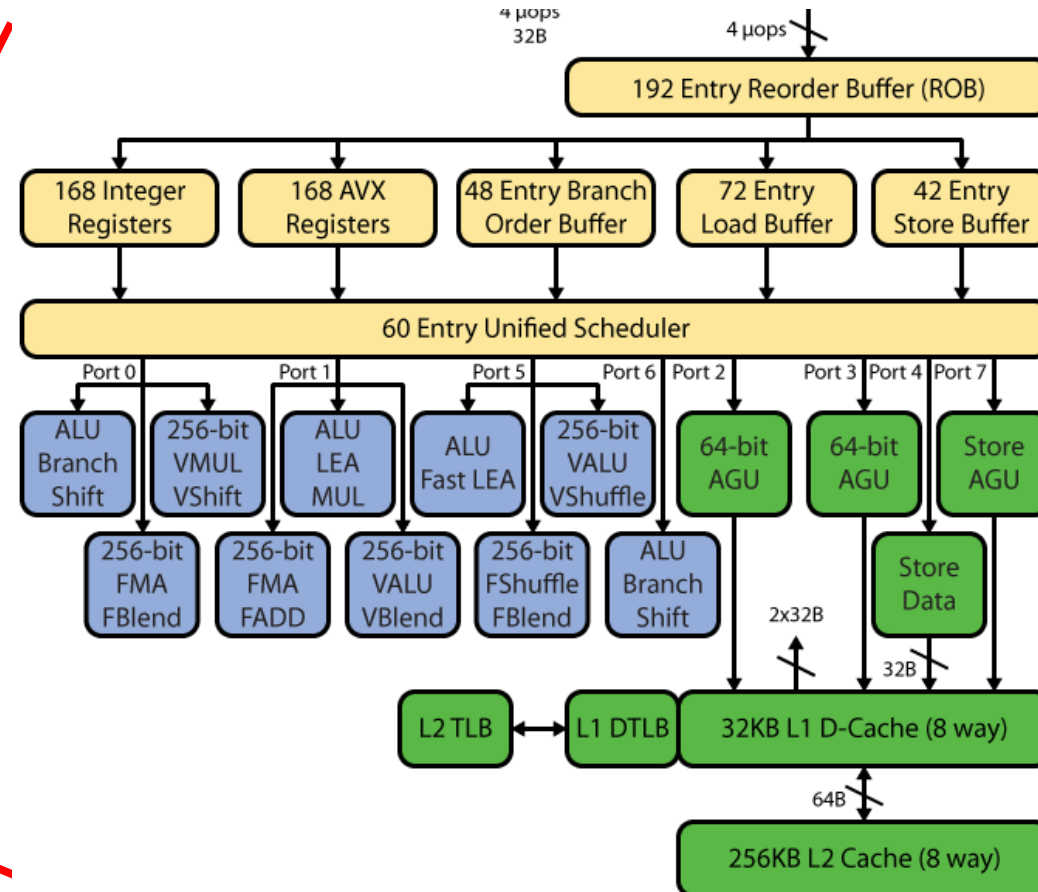 4 µops
32B
4 µops
192 Entry Reorder Buffer (ROB)
168 Integer
Registers
168 AVX
Registers
48 Entry Branch
Order Buffer
72 Entry
Load Buffer
42 Entry
Store Buffer
60 Entry Unified Scheduler
Port 0
Port 1
Port 5
Port 6
Port 2
Port 3
Port 4
Port 7
ALU
Branch
Shift
256-bit
VMUL
VShift
ALU
LEA
MUL
ALU
Fast LEA
256-bit
VALU
VShuffle
64-bit
AGU
64-bit
AGU
Store
AGU
256-bit
FMA
FBlend
256-bit
FMA
FADD
256-bit
VALU
VBlend
256-bit
FShuffle
FBlend
ALU
Branch
Shift
Store
Data
2x32B
32B
L2 TLB
L1 DTLB
32KB L1 D-Cache (8 way)
64B
256KB L2 Cache (8 way)